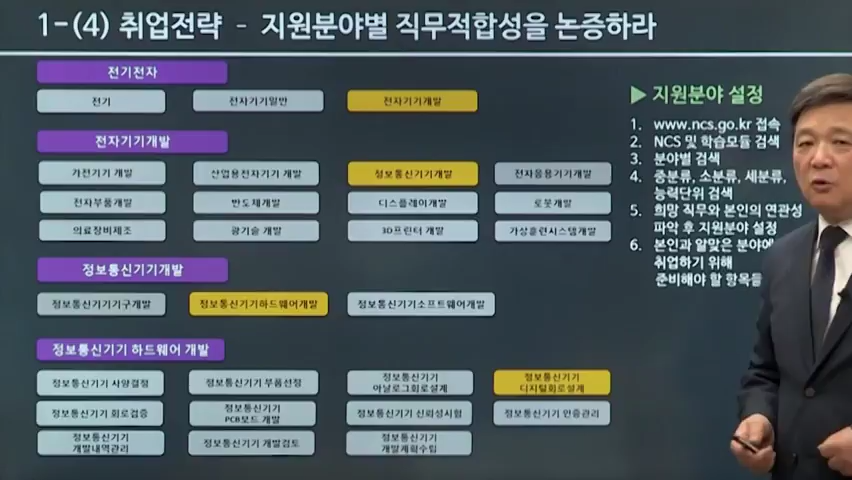 1-(4) 취업전략 - 지원분야별 직무적합성을 논증하라
전기전자
전기
전자기기일반
전자기기개발
전자기기개발
가전기기 개발
산업용전자기기 개발
정보통신기기개발
전자응용기기개발
전자부품개발
반도체개발
디스플레이개발
로봇개발
의료장비제조
광기술 개발
3D프린터 개발
가상훈련시스템개발
정보통신기기개발
정보통신기기기구개발
정보통신기기하드웨어개발
정보통신기기소프트웨어개발
정보통신기기 하드웨어 개발
정보통신기기 사양결정
정보통신기기 부품선정
정보통신기기
아날로그회로설계
정보통신기기
디지털회로설계
정보통신기기 회로검증
정보통신기기
PCB보드 개발
정보통신기기 신뢰성시험
정보통신기기 인증관리
정보통신기기
개발내역관리
정보통신기기 개발검토
정보통신기기
개발계획수립
▶ 지원분야 설정
1. www.ncs.go.kr 접속
2. NCS 및 학습모듈 검색
3. 분야별 검색
4. 중분류, 소분류, 세분류,
능력단위 검색
5. 희망 직무와 본인의 연관성
파악 후 지원분야 설정
6. 본인과 알맞은 분야에
취업하기 위해
준비해야 할 항목들